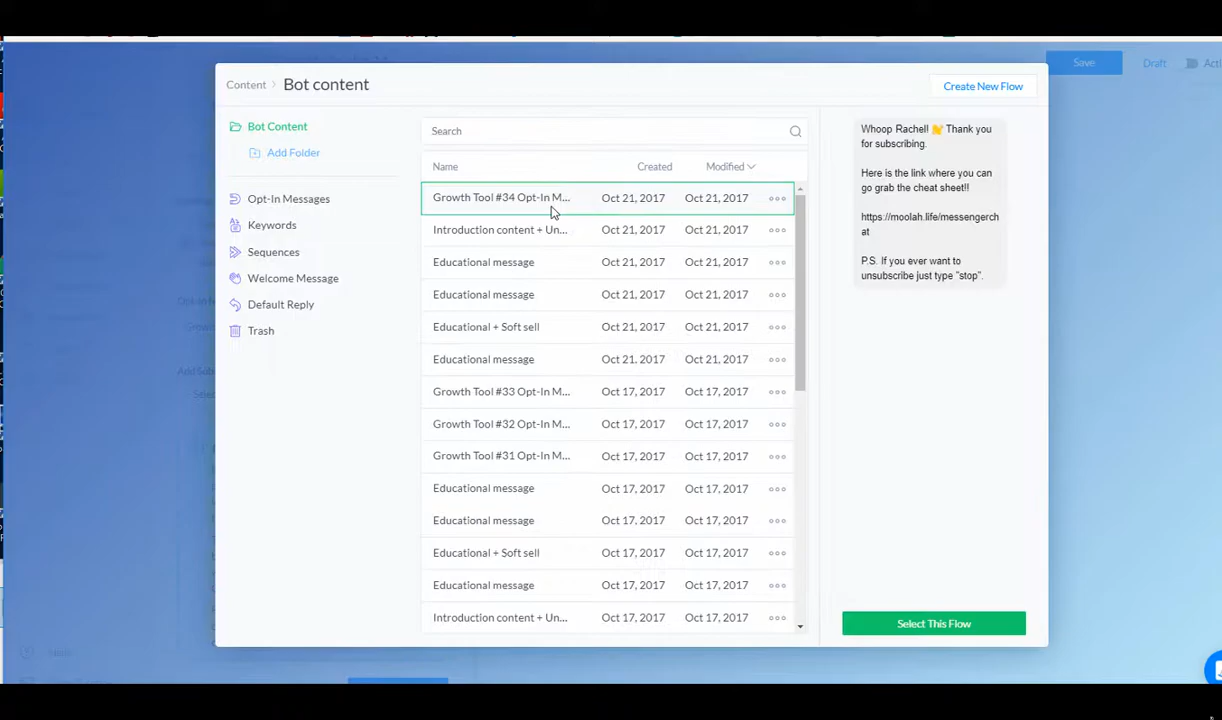 Save
Draft
Acti
Content > Bot content
Create New Flow
Bot Content
Add Folder
Opt-In Messages
Keywords
Sequences
Welcome Message
Default Reply
Trash
Search
Name Created Modified
Growth Tool #34 Opt-In M... Oct 21, 2017 Oct 21, 2017
Introduction content + Un... Oct 21, 2017 Oct 21, 2017
Educational message Oct 21, 2017 Oct 21, 2017
Educational message Oct 21, 2017 Oct 21, 2017
Educational + Soft sell Oct 21, 2017 Oct 21, 2017
Educational message Oct 21, 2017 Oct 21, 2017
Growth Tool #33 Opt-In M... Oct 17, 2017 Oct 17, 2017
Growth Tool #32 Opt-In M... Oct 17, 2017 Oct 17, 2017
Growth Tool #31 Opt-In M... Oct 17, 2017 Oct 17, 2017
Educational message Oct 17, 2017 Oct 17, 2017
Educational message Oct 17, 2017 Oct 17, 2017
Educational + Soft sell Oct 17, 2017 Oct 17, 2017
Educational message Oct 17, 2017 Oct 17, 2017
Introduction content + Un... Oct 17, 2017 Oct 17, 2017
Whoop Rachel! 👋 Thank you
for subscribing.
Here is the link where you can
go grab the cheat sheet!!
https://moolah.life/messengerch
at
P.S. If you ever want to
unsubscribe just type "stop".
Select This Flow